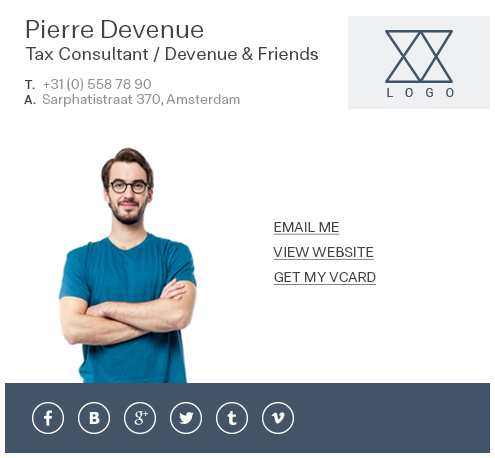 Pierre Devenue
Tax Consultant / Devenue & Friends
T. +31 (0) 558 78 90
A. Sarphatistraat 370, Amsterdam
LOGO
EMAIL ME
VIEW WEBSITE
GET MY VCARD